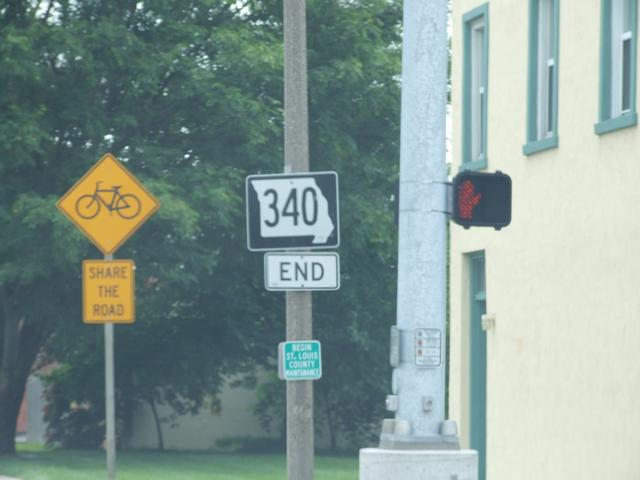 SHARE
THE
ROAD
340
END
BEGIN
ST. LOUIS
COUNTY
MAINTENANCE